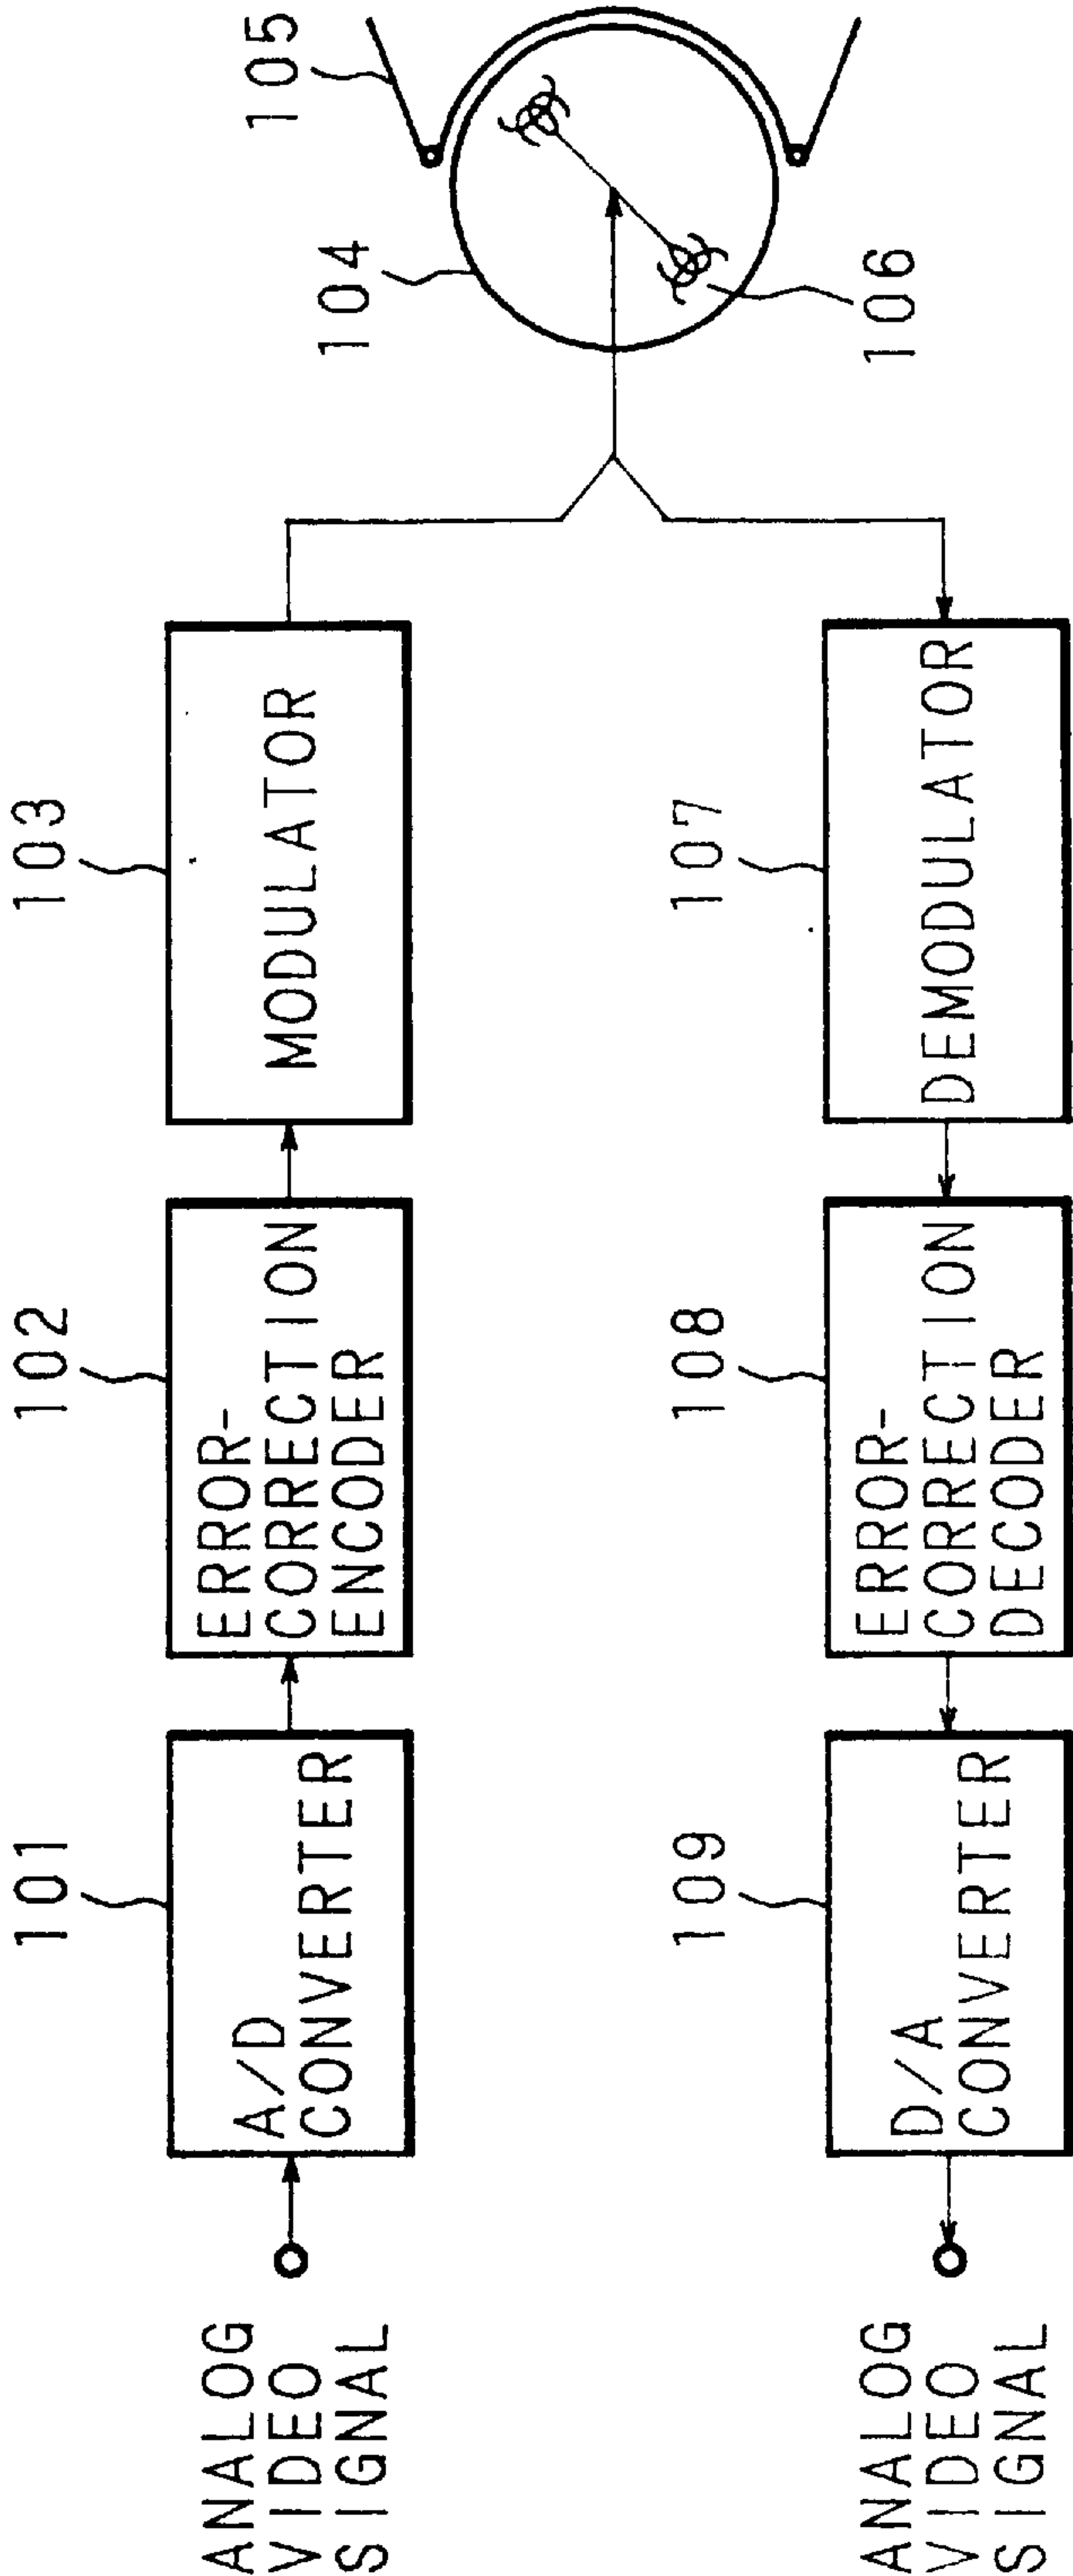 101
102
103
104
105
ANALOG
VIDEO
SIGNAL
A/D
CONVERTER
ERROR-
CORRECTION
ENCODER
MODULATOR
106
109
108
107
ANALOG
VIDEO
SIGNAL
D/A
CONVERTER
ERROR-
CORRECTION
DECODER
DEMODULATOR